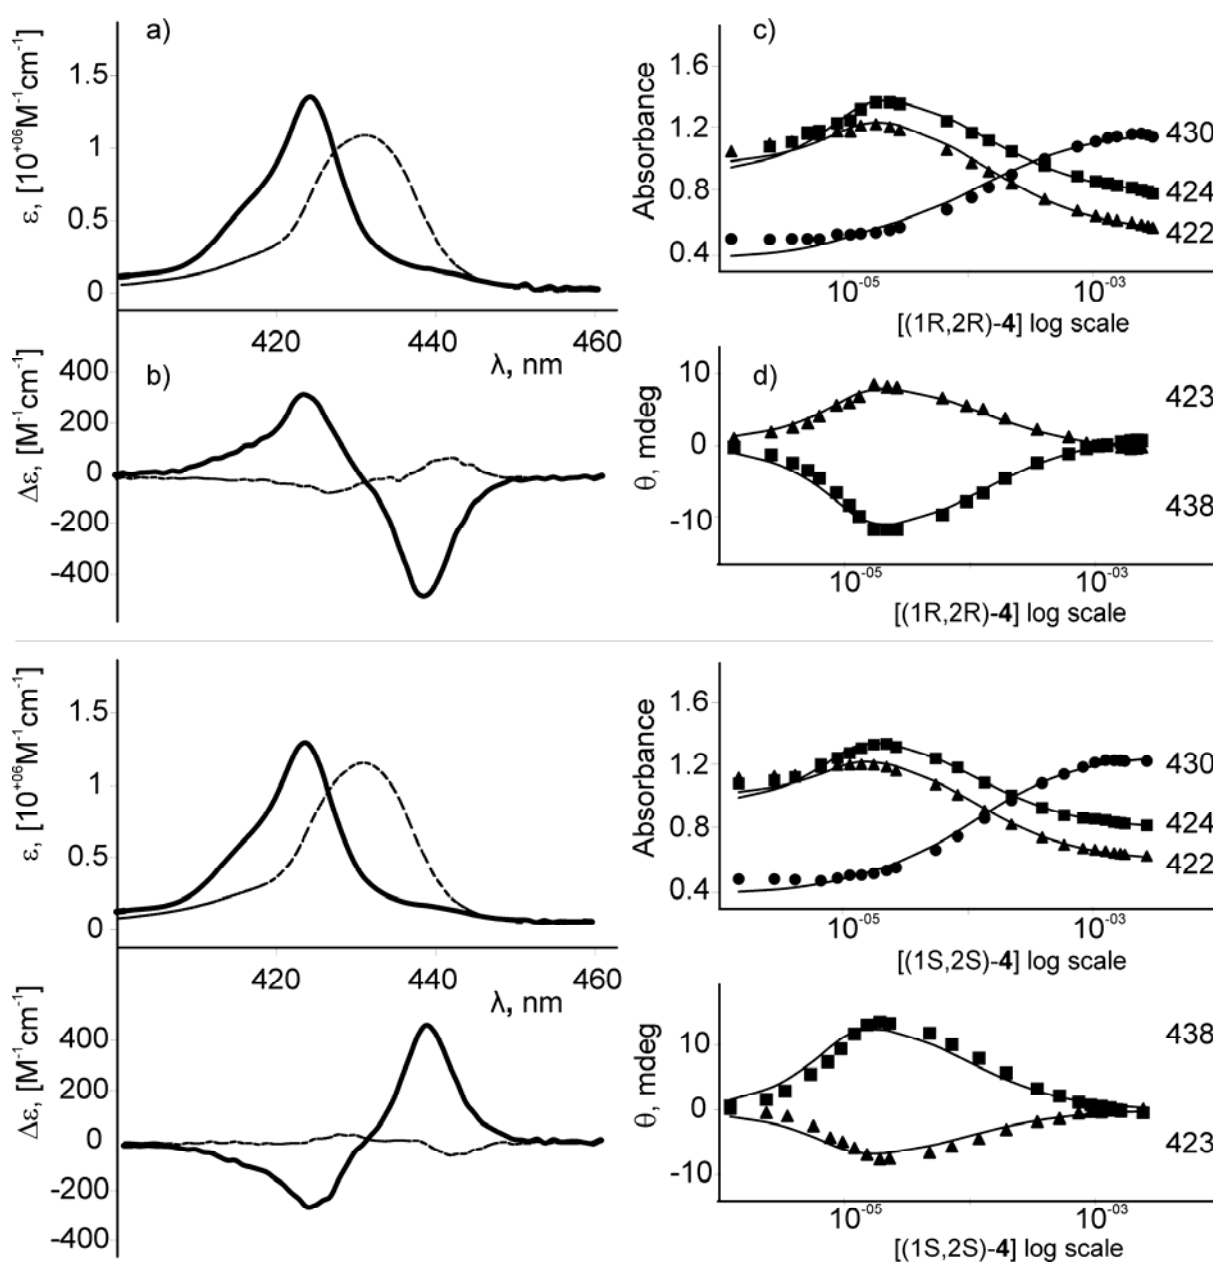 a)
ε, [10⁺⁰⁶M⁻¹cm⁻¹]
1.5
1
0.5
0
420 440 460
λ, nm
b)
Δε, [M⁻¹cm⁻¹]
400
200
0
-200
-400
c)
Absorbance
1.6
1.2
0.8
0.4
430
424
422
10⁻⁰⁵ 10⁻⁰³
[(1R,2R)-4] log scale
d)
θ, mdeg
10
0
-10
423
438
10⁻⁰⁵ 10⁻⁰³
[(1R,2R)-4] log scale
ε, [10⁺⁰⁶M⁻¹cm⁻¹]
1.5
1
0.5
0
420 440 460
λ, nm
Δε, [M⁻¹cm⁻¹]
400
200
0
-200
-400
Absorbance
1.6
1.2
0.8
0.4
430
424
422
10⁻⁰⁵ 10⁻⁰³
[(1S,2S)-4] log scale
θ, mdeg
10
0
-10
438
423
10⁻⁰⁵ 10⁻⁰³
[(1S,2S)-4] log scale